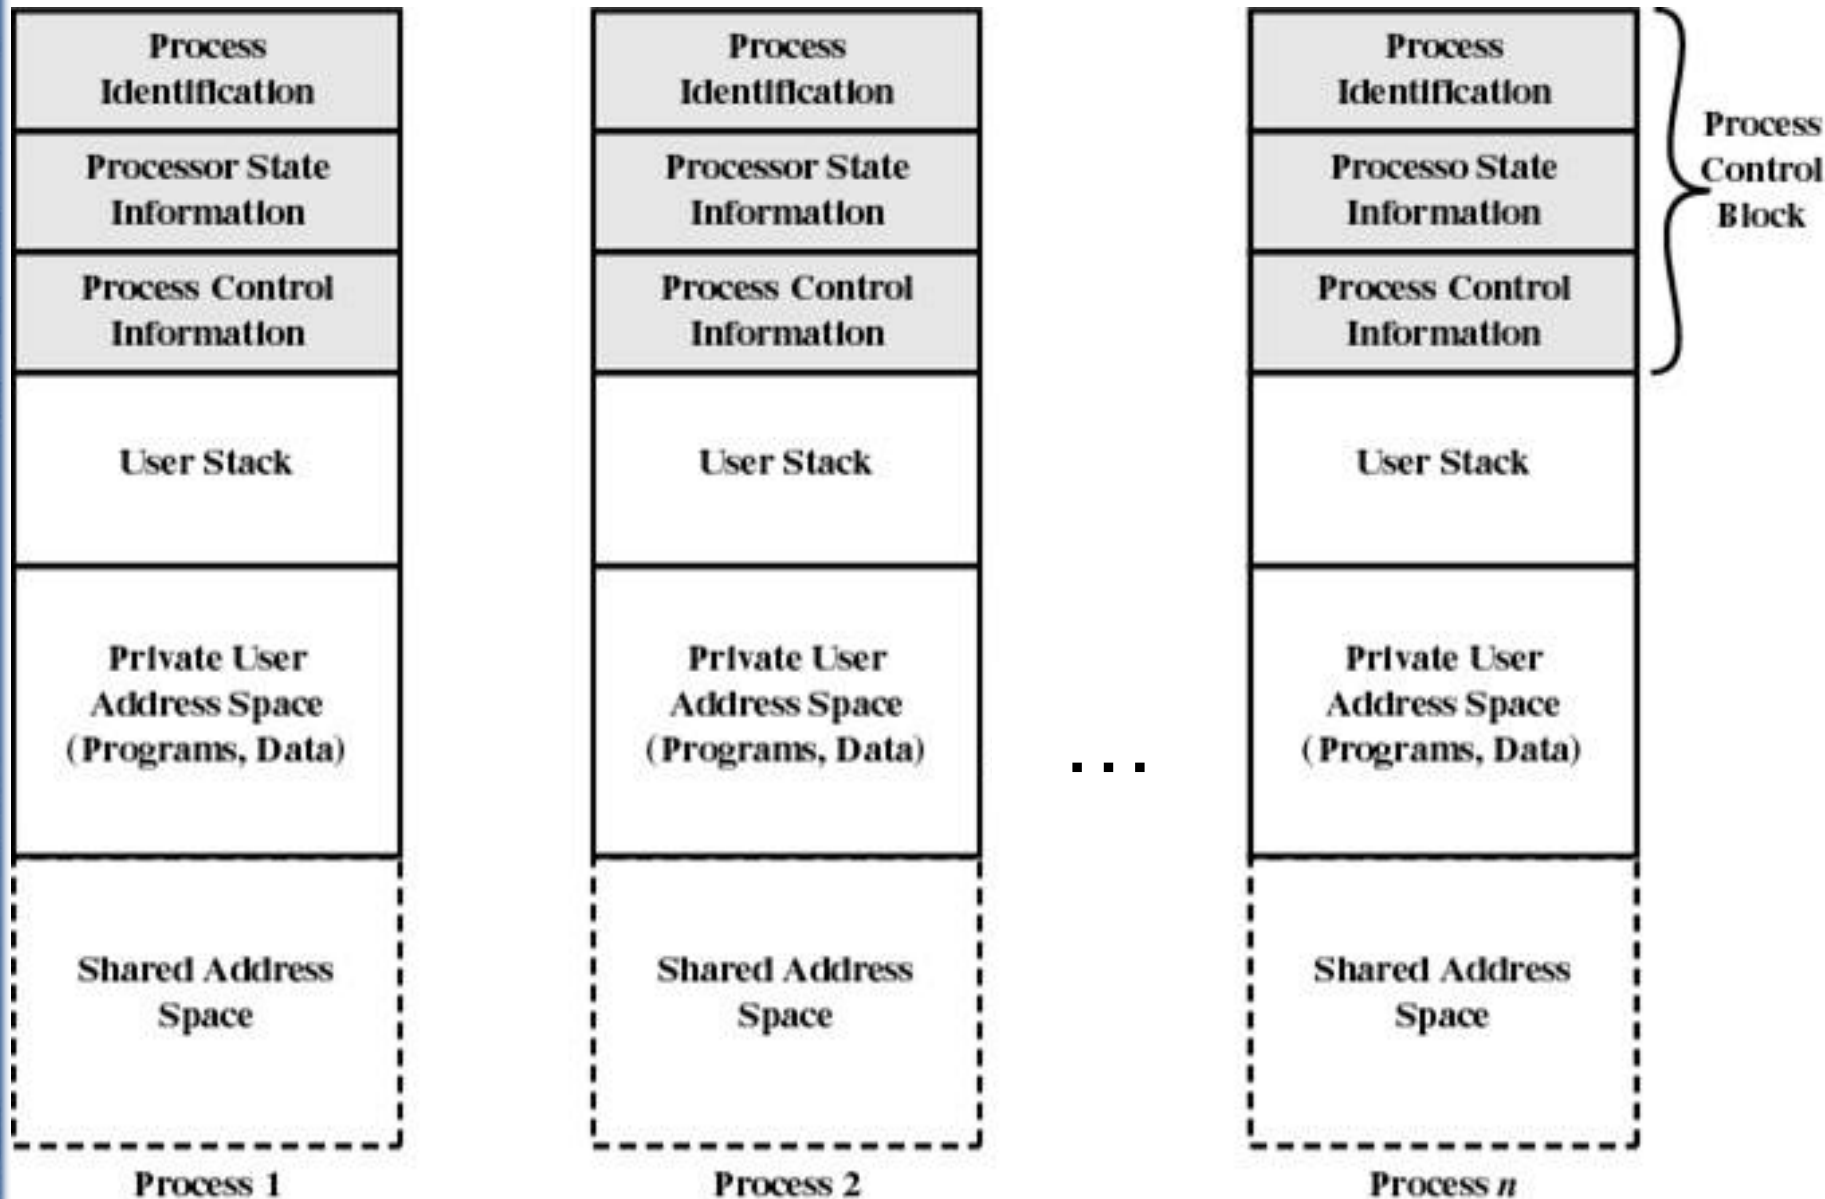 Process
Identification
Processor State
Information
Process Control
Information
User Stack
Private User
Address Space
(Programs, Data)
Shared Address
Space
Process 1
Process
Identification
Processor State
Information
Process Control
Information
User Stack
Private User
Address Space
(Programs, Data)
Shared Address
Space
Process 2
. . .
Process
Identification
Processo State
Information
Process Control
Information
User Stack
Private User
Address Space
(Programs, Data)
Shared Address
Space
Process n
Process
Control
Block